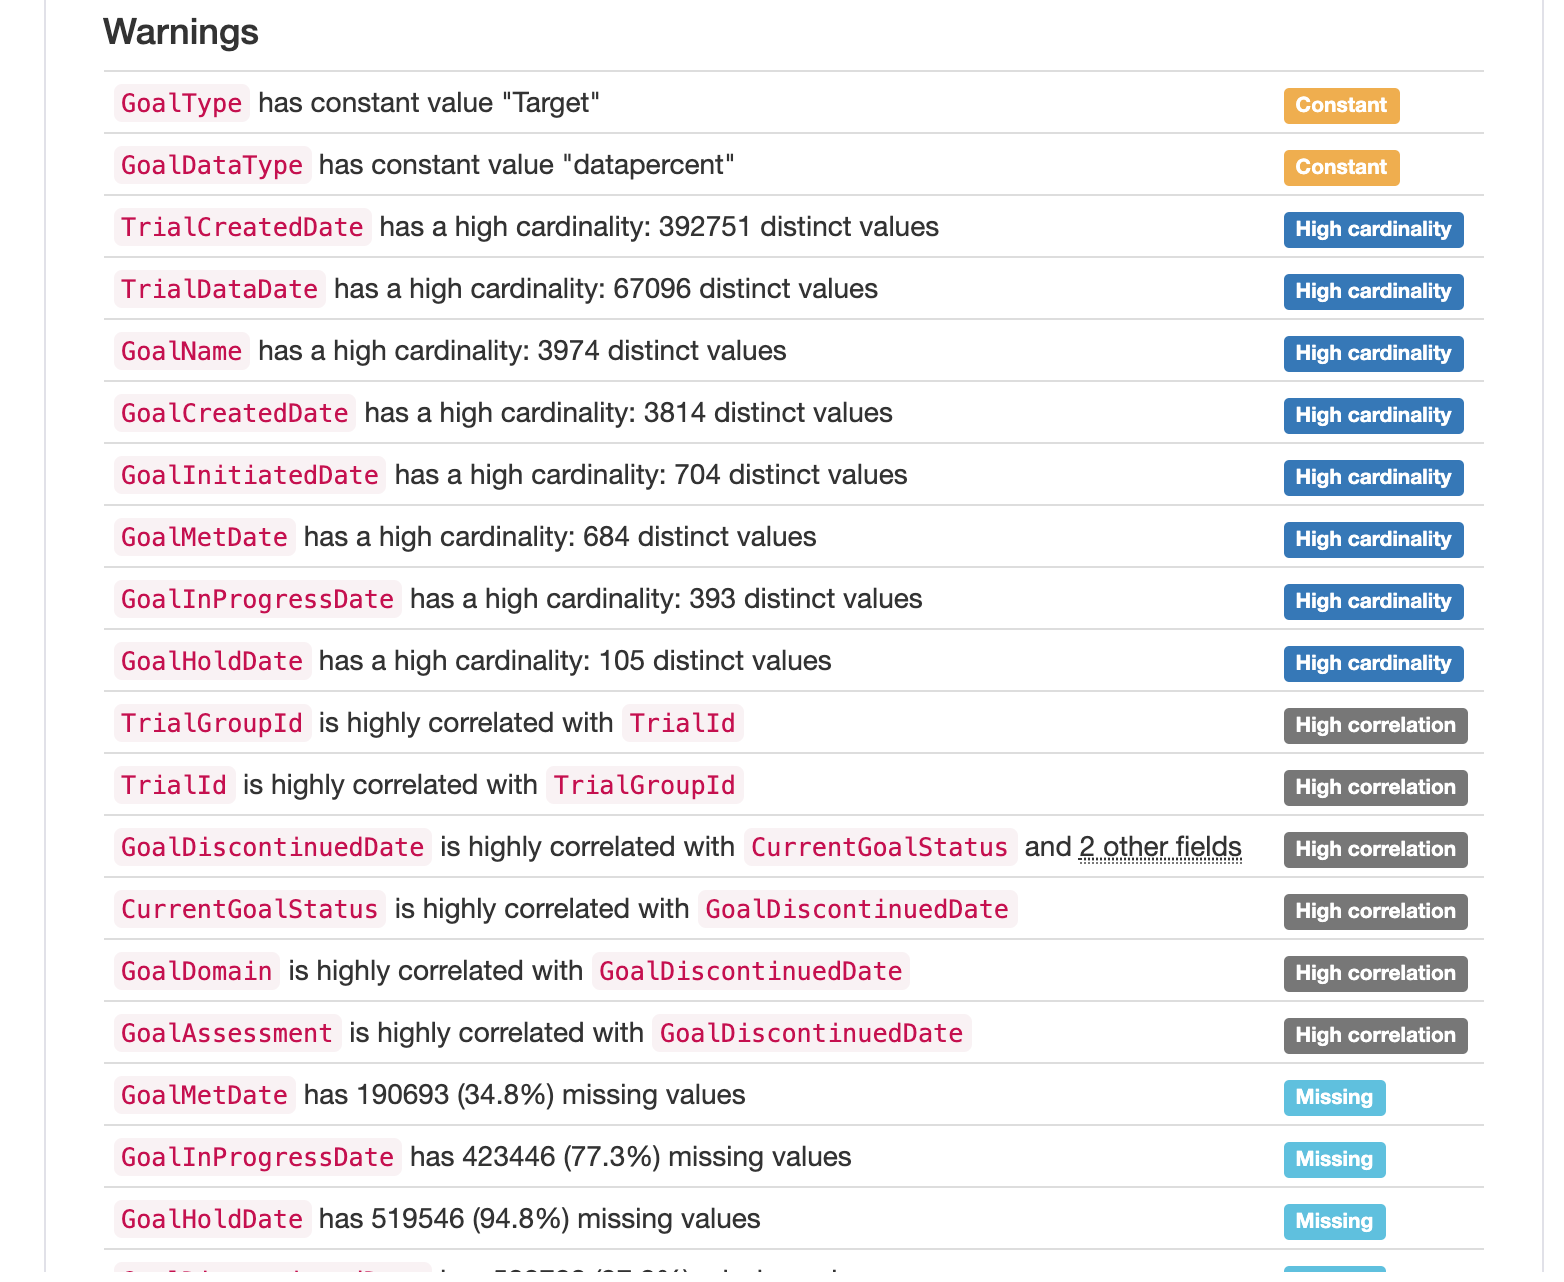 Warnings
GoalType has constant value "Target" Constant
GoalDataType has constant value "datapercent" Constant
TrialCreatedDate has a high cardinality: 392751 distinct values High cardinality
TrialDataDate has a high cardinality: 67096 distinct values High cardinality
GoalName has a high cardinality: 3974 distinct values High cardinality
GoalCreatedDate has a high cardinality: 3814 distinct values High cardinality
GoalInitiatedDate has a high cardinality: 704 distinct values High cardinality
GoalMetDate has a high cardinality: 684 distinct values High cardinality
GoalInProgressDate has a high cardinality: 393 distinct values High cardinality
GoalHoldDate has a high cardinality: 105 distinct values High cardinality
TrialGroupId is highly correlated with TrialId High correlation
TrialId is highly correlated with TrialGroupId High correlation
GoalDiscontinuedDate is highly correlated with CurrentGoalStatus and 2 other fields High correlation
CurrentGoalStatus is highly correlated with GoalDiscontinuedDate High correlation
GoalDomain is highly correlated with GoalDiscontinuedDate High correlation
GoalAssessment is highly correlated with GoalDiscontinuedDate High correlation
GoalMetDate has 190693 (34.8%) missing values Missing
GoalInProgressDate has 423446 (77.3%) missing values Missing
GoalHoldDate has 519546 (94.8%) missing values Missing